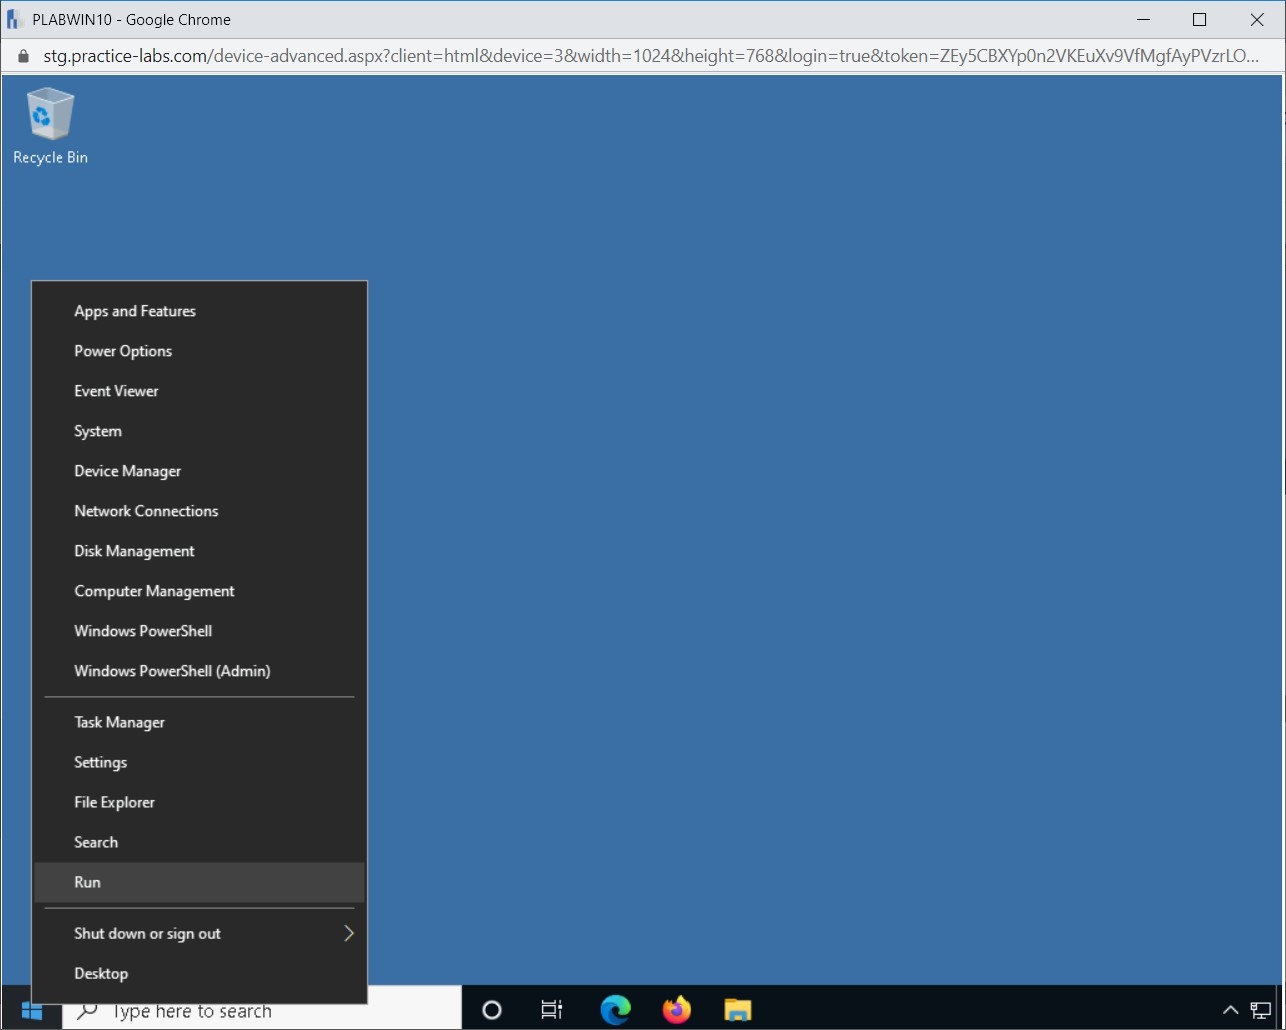 PLABWIN10 - Google Chrome
stg.practice-labs.com/device-advanced.aspx?client=html&device=3&width=1024&height=768&login=true&token=ZEy5CBXYp0n2VKEuXv9VfMgfAyPVzrLO...
Recycle Bin
Apps and Features
Power Options
Event Viewer
System
Device Manager
Network Connections
Disk Management
Computer Management
Windows PowerShell
Windows PowerShell (Admin)
Task Manager
Settings
File Explorer
Search
Run
Shut down or sign out
Desktop
Type here to search